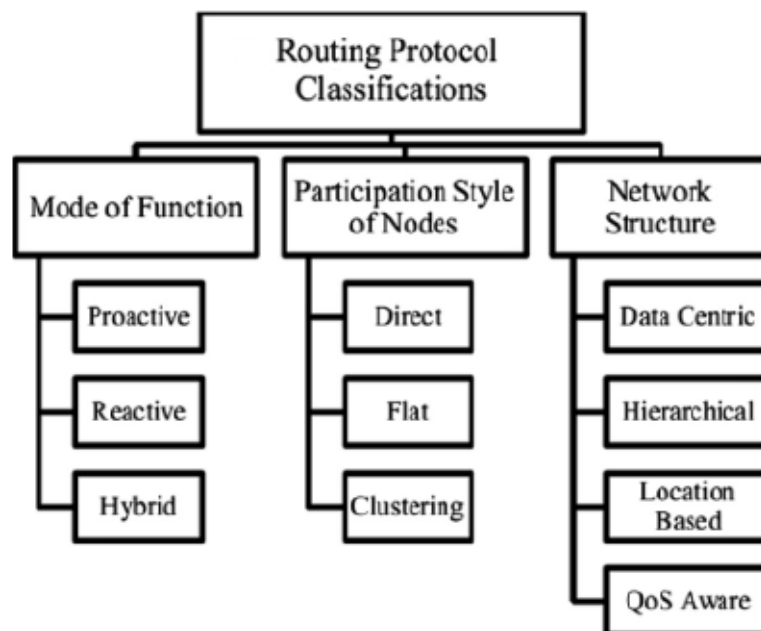 Routing Protocol
Classifications
Mode of Function
Proactive
Reactive
Hybrid
Participation Style
of Nodes
Direct
Flat
Clustering
Network
Structure
Data Centric
Hierarchical
Location
Based
QoS Aware